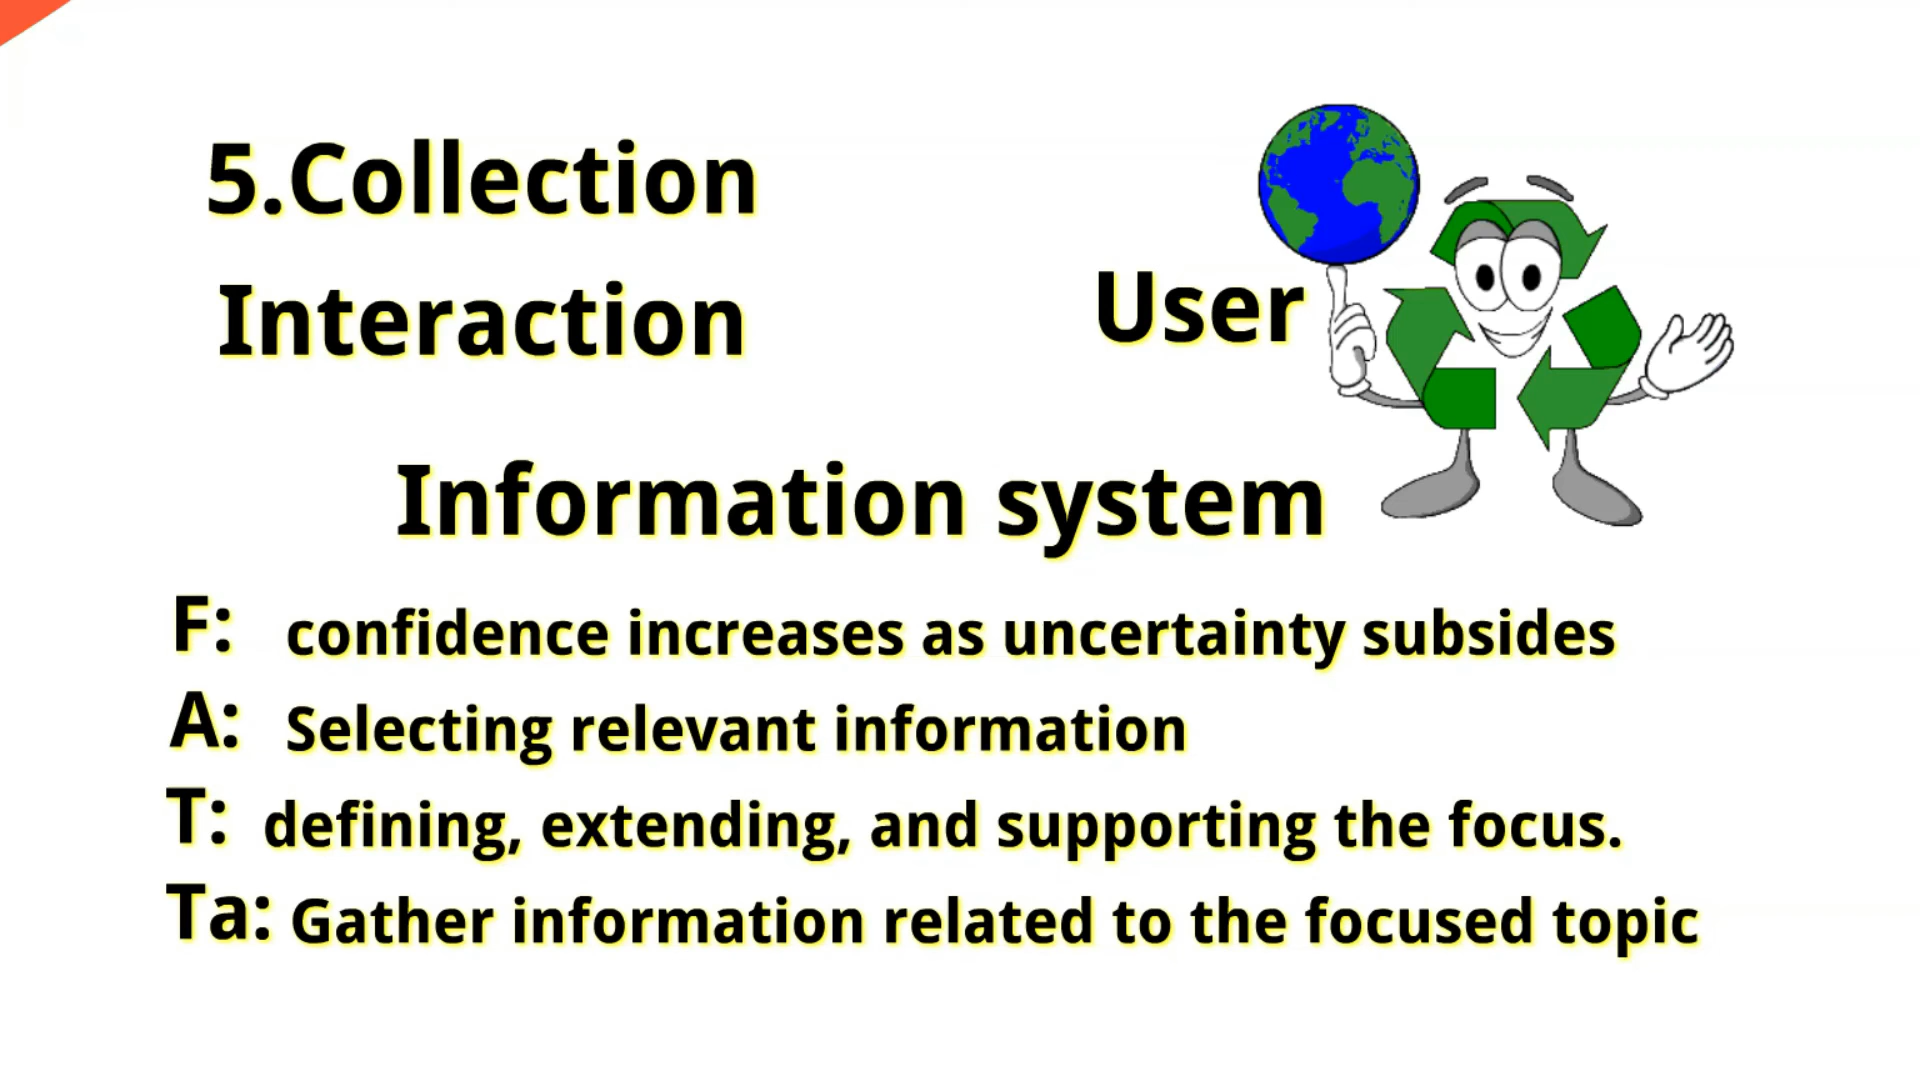 5.Collection
Interaction
User
Information system
F: confidence increases as uncertainty subsides
A: Selecting relevant information
T: defining, extending, and supporting the focus.
Ta: Gather information related to the focused topic